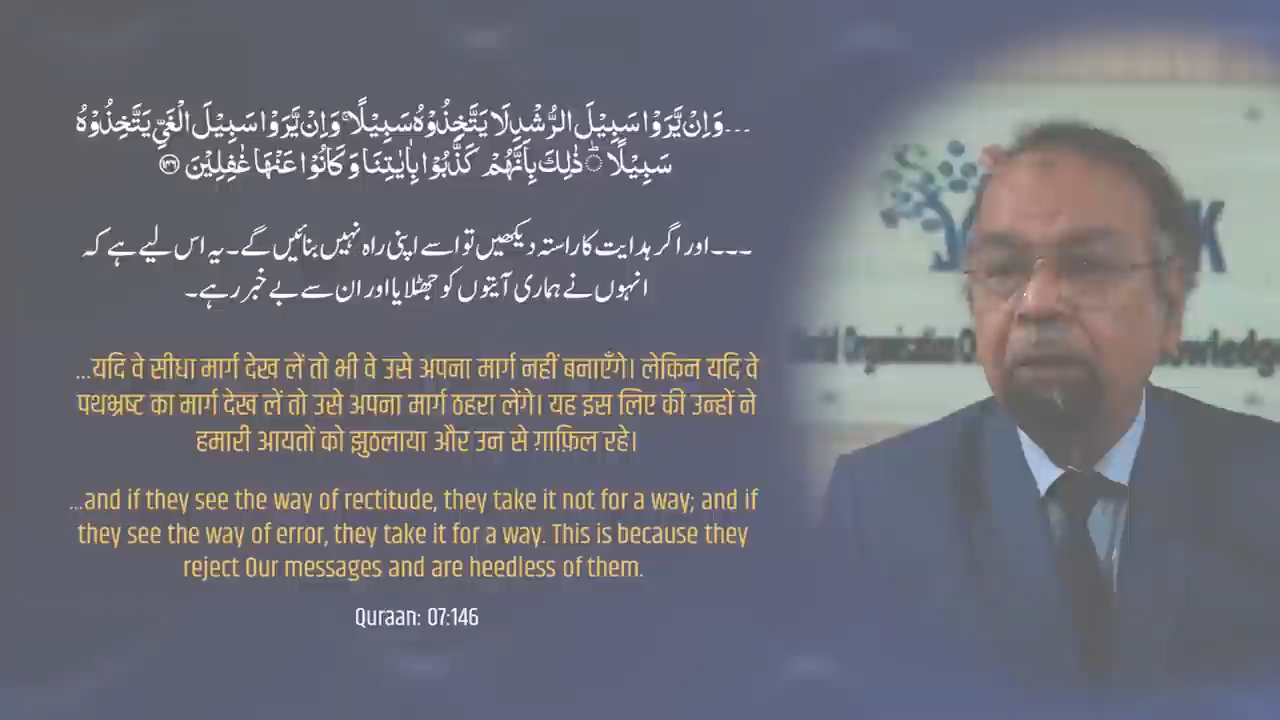 ...وَاِنْ يَّرَوْا سَبِيْلَ الرُّشْدِ لَا يَتَّخِذُوْهُ سَبِيْلًا ۚ وَاِنْ يَّرَوْا سَبِيْلَ الْغَيِّ يَتَّخِذُوْهُ
سَبِيْلًا ؕ ذٰلِكَ بِاَنَّهُمْ كَذَّبُوْا بِاٰيٰتِنَا وَ كَانُوْا عَنْهَا غٰفِلِيْنَ ﴿۱۴۶﴾
۔۔۔اور اگر ہدایت کا راستہ دیکھیں تو اسے اپنی راہ نہیں بنائیں گے۔ یہ اس لیے ہے کہ
انہوں نے ہماری آیتوں کو جھٹلایا اور ان سے بے خبر رہے۔
...यदि वे सीधा मार्ग देख लें तो भी वे उसे अपना मार्ग नहीं बनाएँगे। लेकिन यदि वे
पथभ्रष्ट का मार्ग देख लें तो उसे अपना मार्ग ठहरा लेंगे। यह इस लिए की उन्हों ने
हमारी आयतों को झुठलाया और उन से ग़ाफ़िल रहे।
...and if they see the way of rectitude, they take it not for a way; and if
they see the way of error, they take it for a way. This is because they
reject Our messages and are heedless of them.
Quraan: 07:146